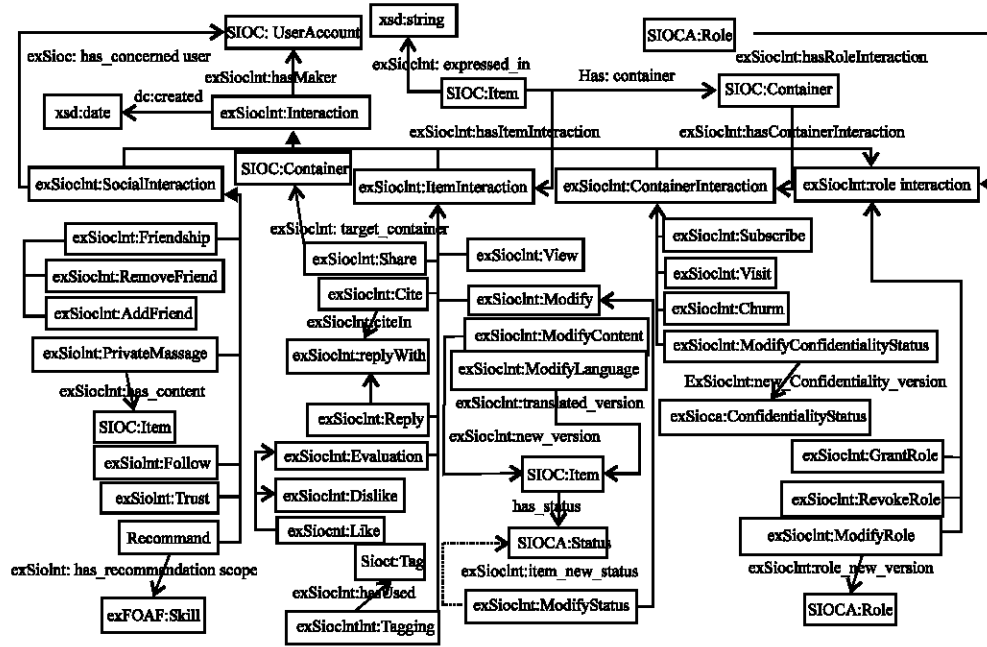 xsd:string
SIOC: UserAccount
SIOCA:Role
exSioc: has_concerned user
exSiocInt:hasRoleInteraction
exSiocInt: expressed_in
Has: container
exSiocInt:hasMaker
dc:created
SIOC:Item
SIOC:Container
xsd:date
exSiocInt:Interaction
exSiocInt:hasItemInteraction
exSiocInt:hasContainerInteraction
SIOC:Container
exSiocInt:SocialInteraction
exSiocInt:ItemInteraction
exSiocInt:ContainerInteraction
exSiocInt:role interaction
exSiocInt: target_container
exSiocInt:Friendship
exSiocInt:Subscribe
exSiocInt:Share
exSiocInt:View
exSiocInt:RemoveFriend
exSiocInt:Visit
exSiocInt:Cite
exSiocInt:Modify
exSiocInt:AddFriend
exSiocInt:Churm
exSiocInt:citeIn
exSiocInt:ModifyContent
exSioInt:PrivateMassage
exSiocInt:ModifyConfidentialityStatus
exSiocInt:replyWith
exSiocInt:ModifyLanguage
exSiocInt:has_content
ExSiocInt:new_Confidentiality_version
exSiocInt:translated_version
exSioca:ConfidentialityStatus
SIOC:Item
exSiocInt:Reply
exSiocInt:new_version
exSiocInt:Evaluation
exSioInt:Follow
exSiocInt:GrantRole
SIOC:Item
exSioInt:Trust
exSiocInt:Dislike
exSiocInt:RevokeRole
has_status
exSiocnt:Like
Recommand
exSiocInt:ModifyRole
SIOCA:Status
Sioct:Tag
exSioInt: has_recommandation scope
exSiocInt:item_new_status
exSiocInt:role_new_version
exSiocInt:hasUsed
exFOAF:Skill
exSiocInt:ModifyStatus
SIOCA:Role
exSiocIntInt:Tagging